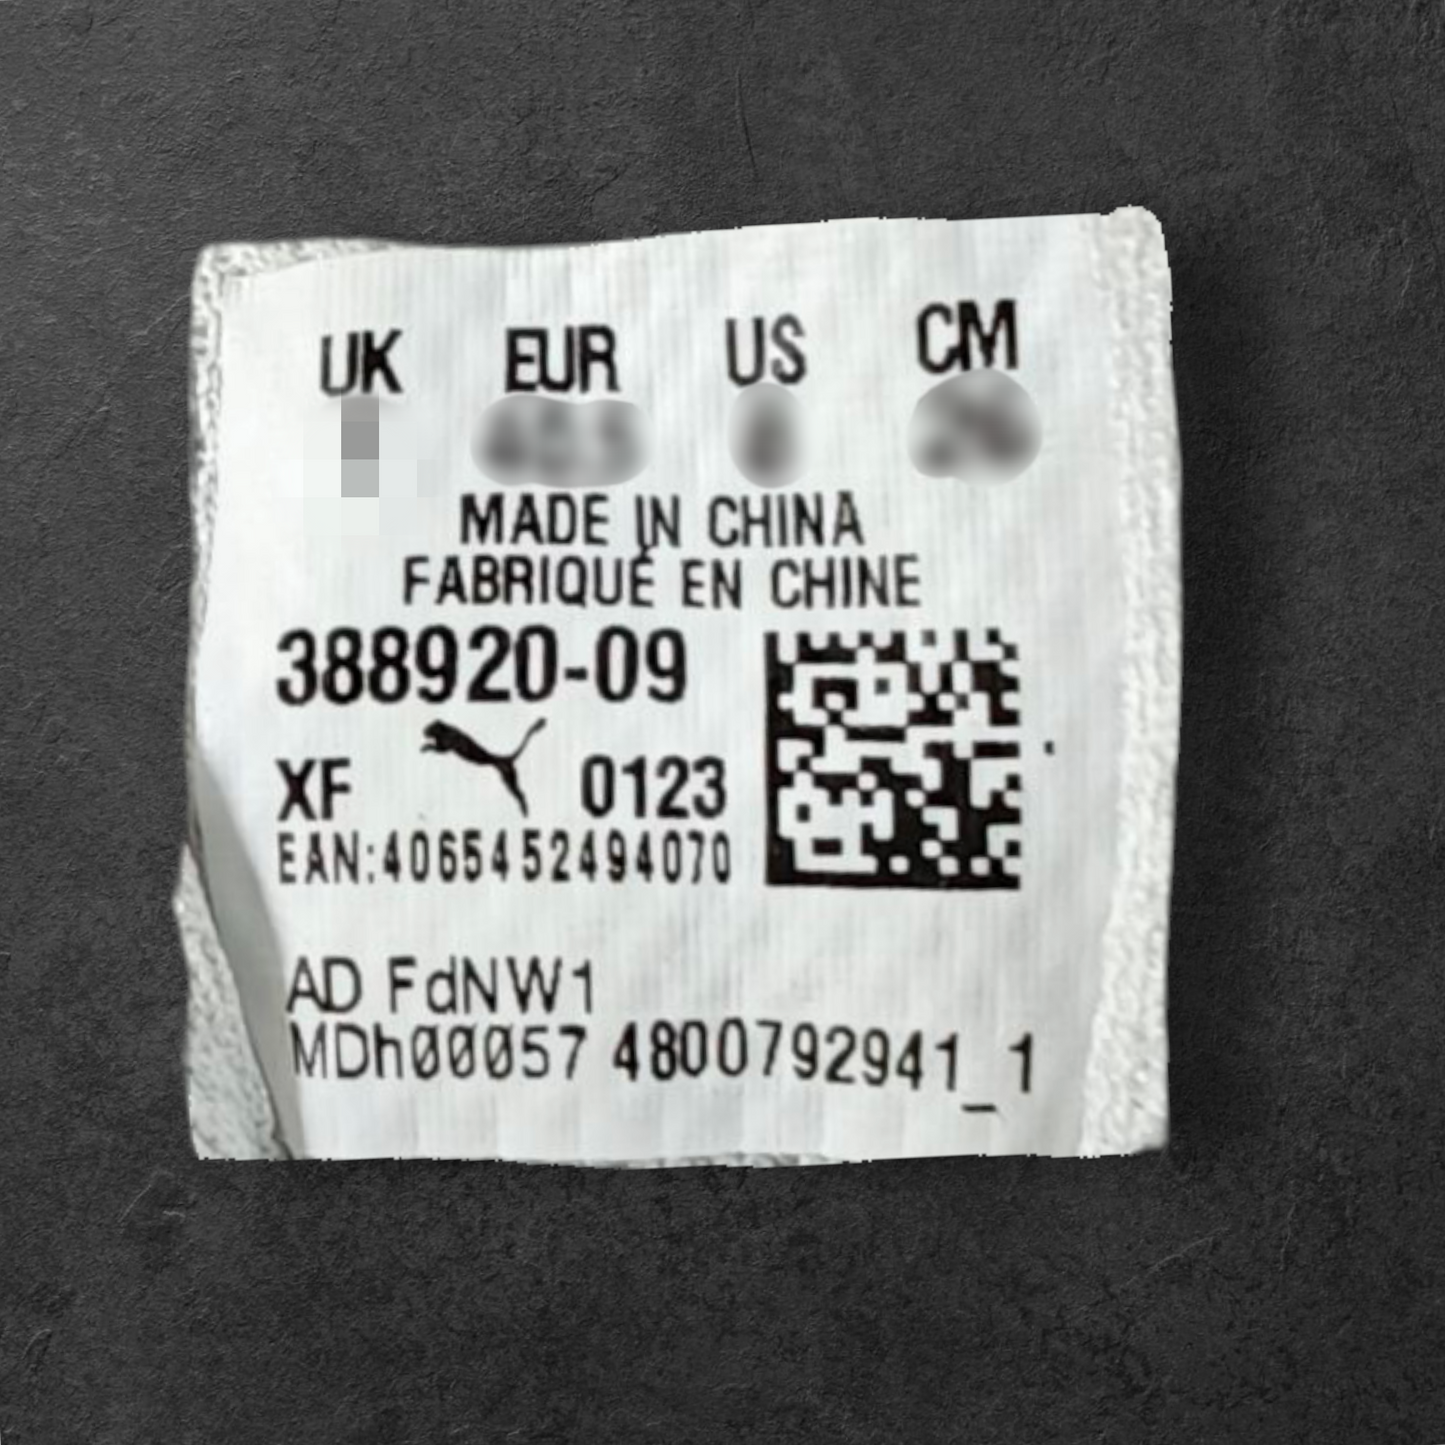 UK EUR US CM
MADE IN CHINA
FABRIQUÉ EN CHINE
388920-09
XF 0123
EAN:4065452494070
AD FdNW1
MDh00057 4800792941_1